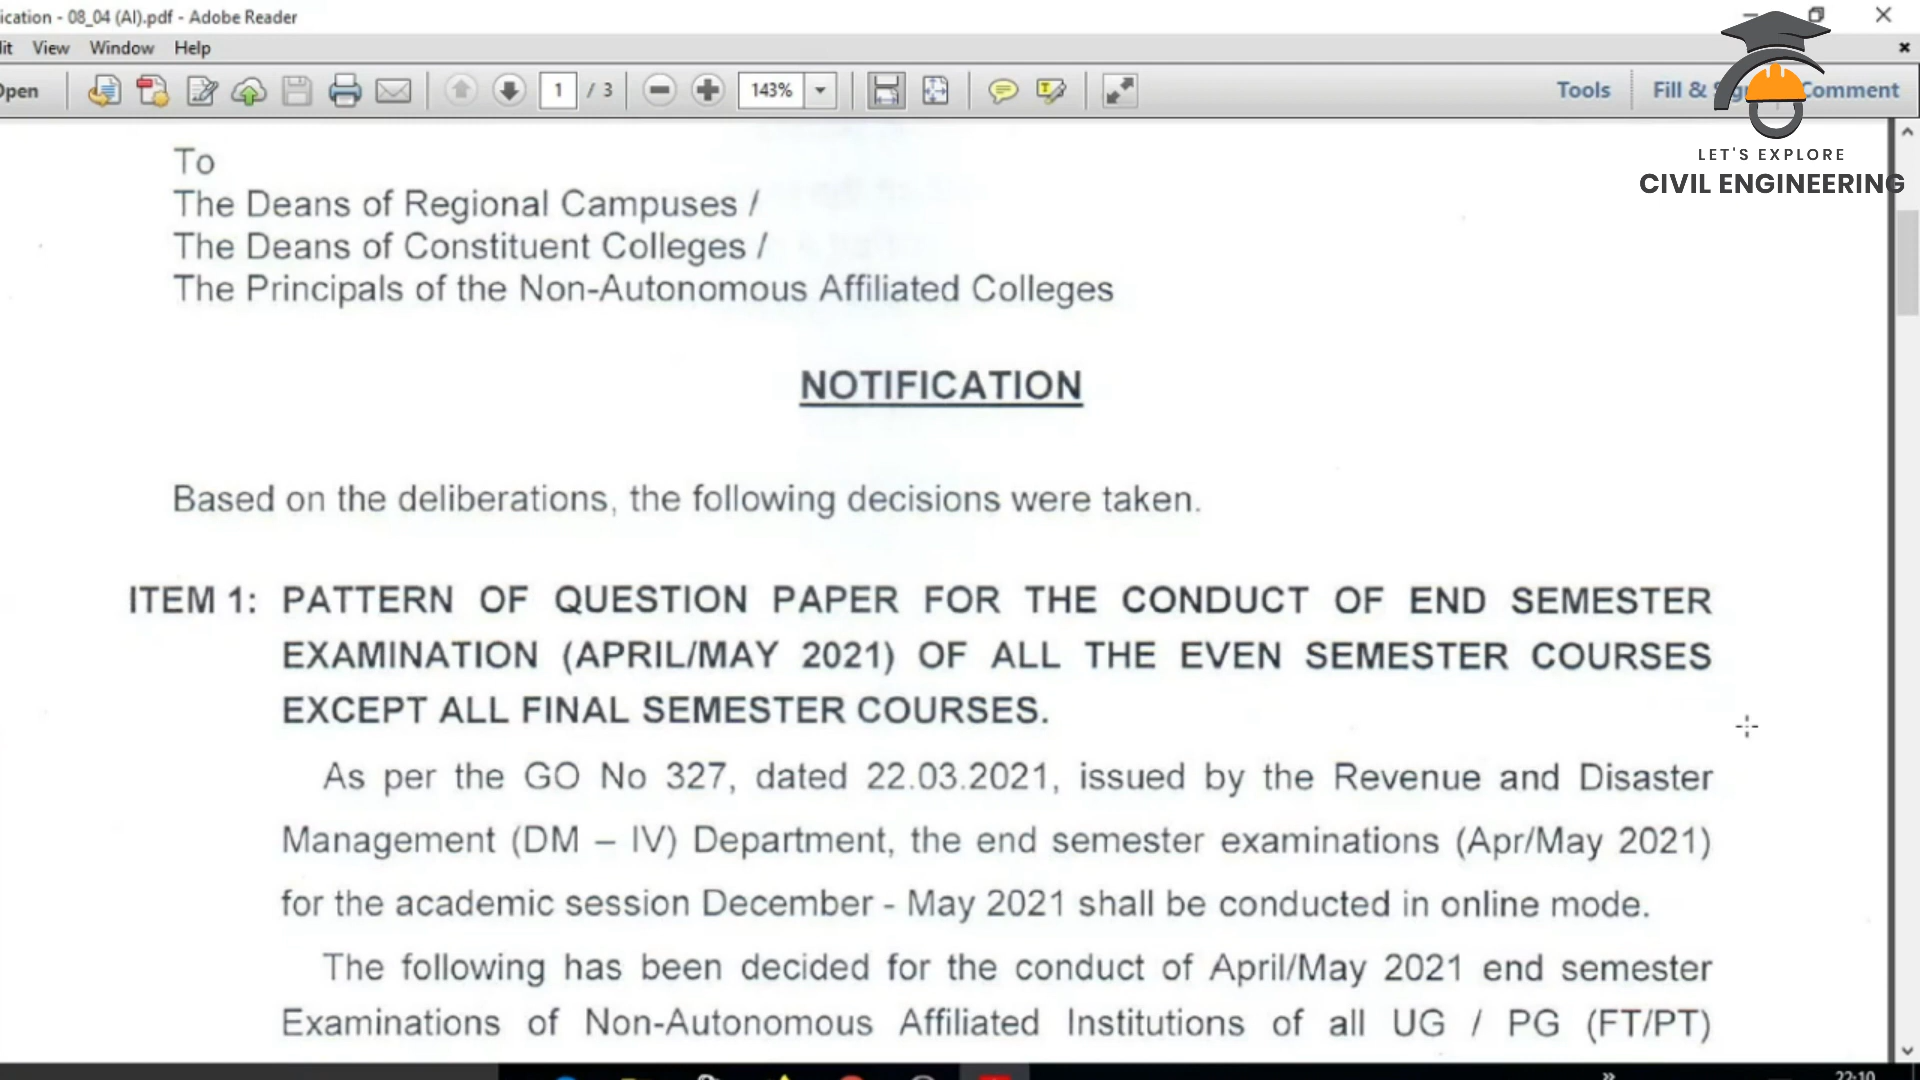 ication - 08_04 (AI).pdf - Adobe Reader
dit View Window Help
Open 1 / 3 143% Tools Fill & Sign Comment
LET'S EXPLORE
CIVIL ENGINEERING
To
The Deans of Regional Campuses /
The Deans of Constituent Colleges /
The Principals of the Non-Autonomous Affiliated Colleges
NOTIFICATION
Based on the deliberations, the following decisions were taken.
ITEM 1: PATTERN OF QUESTION PAPER FOR THE CONDUCT OF END SEMESTER
EXAMINATION (APRIL/MAY 2021) OF ALL THE EVEN SEMESTER COURSES
EXCEPT ALL FINAL SEMESTER COURSES.
As per the GO No 327, dated 22.03.2021, issued by the Revenue and Disaster
Management (DM – IV) Department, the end semester examinations (Apr/May 2021)
for the academic session December - May 2021 shall be conducted in online mode.
The following has been decided for the conduct of April/May 2021 end semester
Examinations of Non-Autonomous Affiliated Institutions of all UG / PG (FT/PT)
22:10